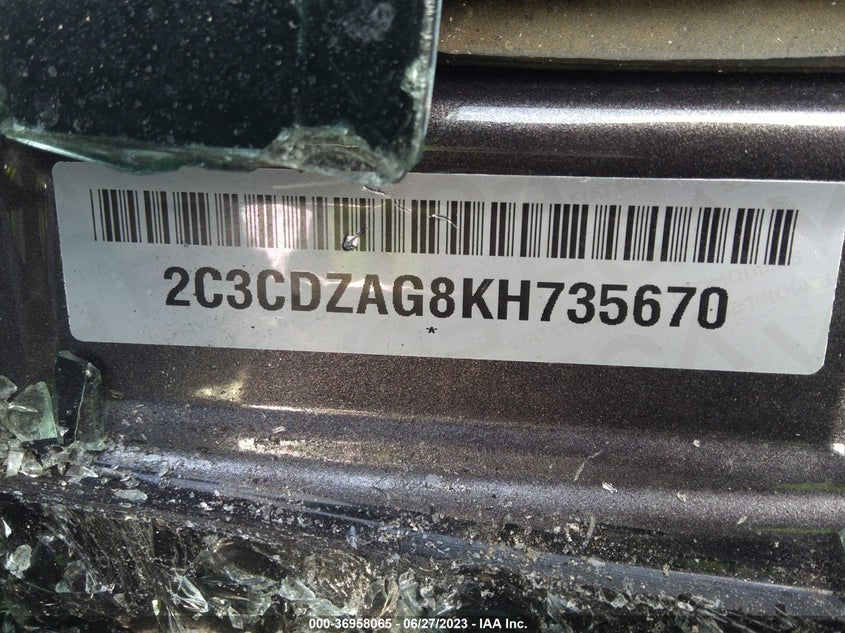 2C3CDZAG8KH735670
*
000-36958065 / 06/27/2023 - IAA Inc.